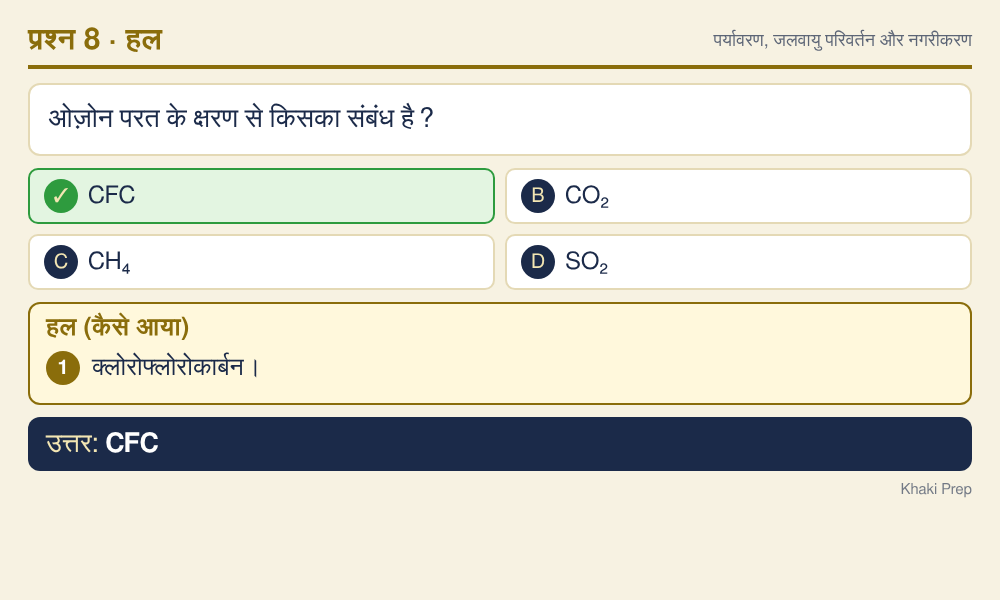 प्रश्न 8 · हल
पर्यावरण, जलवायु परिवर्तन और नगरीकरण
ओज़ोन परत के क्षरण से किसका संबंध है ?
✓ CFC
B CO₂
C CH₄
D SO₂
हल (कैसे आया)
1 क्लोरोफ्लोरोकार्बन ।
उत्तर: CFC
Khaki Prep